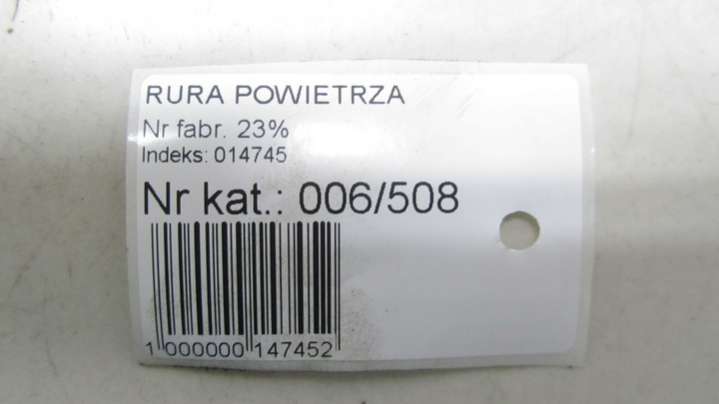 RURA POWIETRZA
Nr fabr. 23%
Indeks: 014745
Nr kat.: 006/508
1 000000 147452